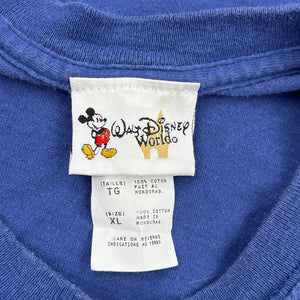 Walt Disney
World®
(TAILLE) 100% COTON
TG FAIT AU
HONDURAS.
(SIZE) 100% COTTON
XL MADE IN
HONDURAS.
CARE ON REVERSE
INDICATIONS AU VERSO